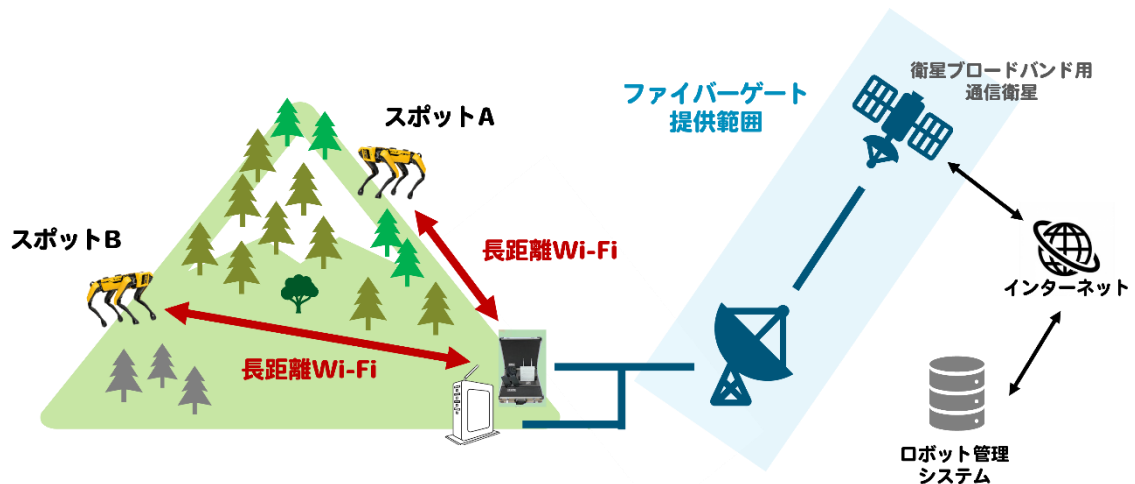 スポットA
スポットB
長距離Wi-Fi
長距離Wi-Fi
ファイバーゲート
提供範囲
衛星ブロードバンド用
通信衛星
インターネット
ロボット管理
システム